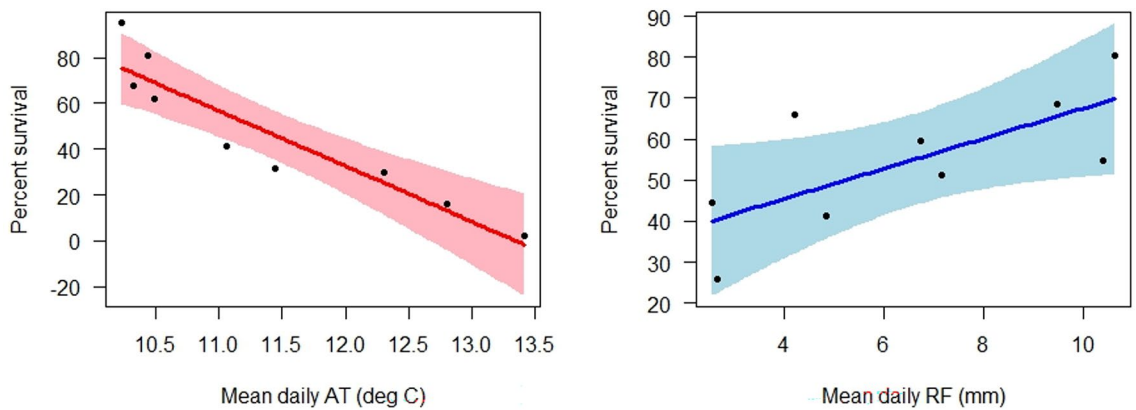 Percent survival
80
60
40
20
0
-20
10.5 11.0 11.5 12.0 12.5 13.0 13.5
Mean daily AT (deg C)
Percent survival
90
80
70
60
50
40
30
20
4 6 8 10
Mean daily RF (mm)